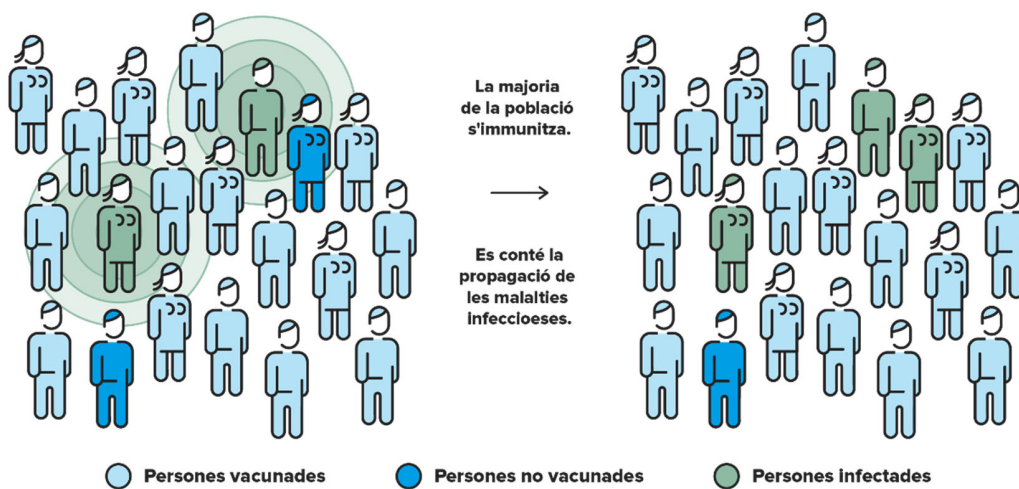 La majoria
de la població
s'immunitza.
Es conté la
propagació de
les malalties
infeccioeses.
Persones vacunades
Persones no vacunades
Persones infectades